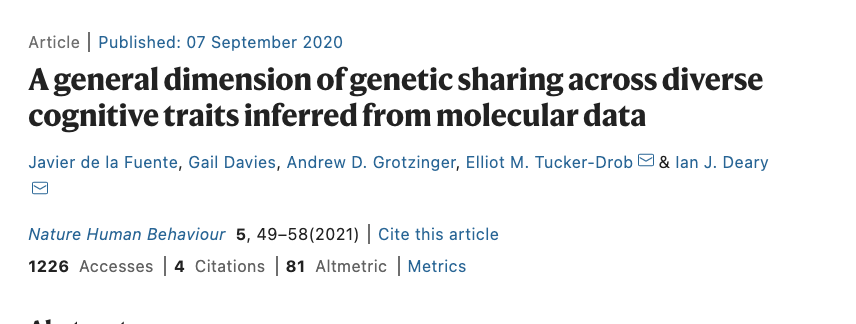 Article | Published: 07 September 2020
A general dimension of genetic sharing across diverse
cognitive traits inferred from molecular data
Javier de la Fuente, Gail Davies, Andrew D. Grotzinger, Elliot M. Tucker-Drob & Ian J. Deary
Nature Human Behaviour 5, 49–58(2021) | Cite this article
1226 Accesses | 4 Citations | 81 Altmetric | Metrics